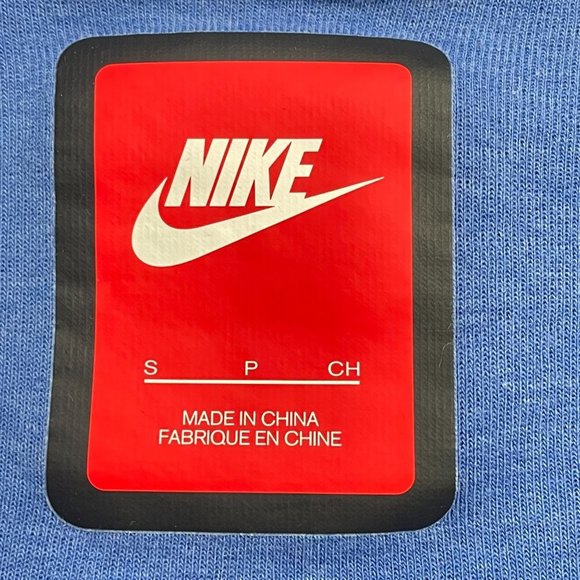 NIKE
S P CH
MADE IN CHINA
FABRIQUE EN CHINE